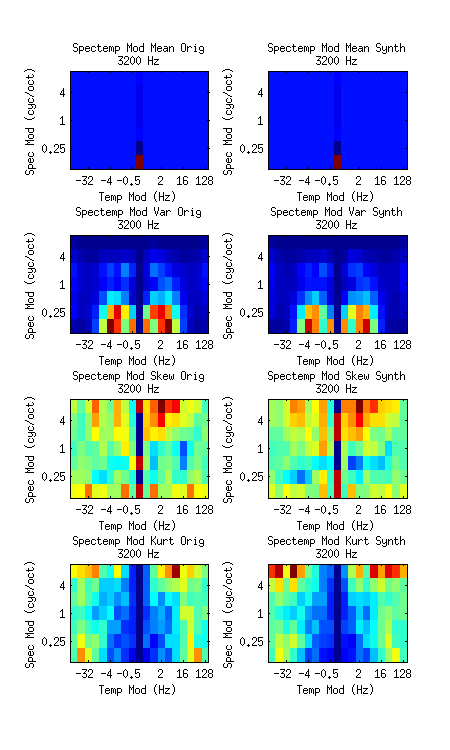 Spectemp Mod Mean Orig
3200 Hz
Spec Mod (cyc/oct)
4
1
0.25
-32 -4 -0.5 2 16 128
Temp Mod (Hz)
Spectemp Mod Mean Synth
3200 Hz
Spec Mod (cyc/oct)
4
1
0.25
-32 -4 -0.5 2 16 128
Temp Mod (Hz)
Spectemp Mod Var Orig
3200 Hz
Spec Mod (cyc/oct)
4
1
0.25
-32 -4 -0.5 2 16 128
Temp Mod (Hz)
Spectemp Mod Var Synth
3200 Hz
Spec Mod (cyc/oct)
4
1
0.25
-32 -4 -0.5 2 16 128
Temp Mod (Hz)
Spectemp Mod Skew Orig
3200 Hz
Spec Mod (cyc/oct)
4
1
0.25
-32 -4 -0.5 2 16 128
Temp Mod (Hz)
Spectemp Mod Skew Synth
3200 Hz
Spec Mod (cyc/oct)
4
1
0.25
-32 -4 -0.5 2 16 128
Temp Mod (Hz)
Spectemp Mod Kurt Orig
3200 Hz
Spec Mod (cyc/oct)
4
1
0.25
-32 -4 -0.5 2 16 128
Temp Mod (Hz)
Spectemp Mod Kurt Synth
3200 Hz
Spec Mod (cyc/oct)
4
1
0.25
-32 -4 -0.5 2 16 128
Temp Mod (Hz)